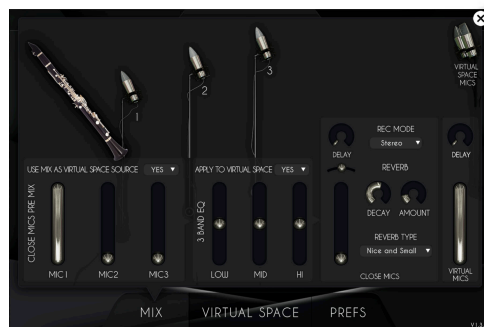 1
2
3
VIRTUAL
SPACE
MICS
USE MIX AS VIRTUAL SPACE SOURCE YES
CLOSE MICS PRE MIX
MIC1
MIC2
MIC3
APPLY TO VIRTUAL SPACE YES
3 BAND EQ
LOW
MID
HI
DELAY
REC MODE
Stereo
REVERB
DECAY
AMOUNT
REVERB TYPE
Nice and Small
CLOSE MICS
DELAY
VIRTUAL
MICS
MIX
VIRTUAL SPACE
PREFS
V1.3